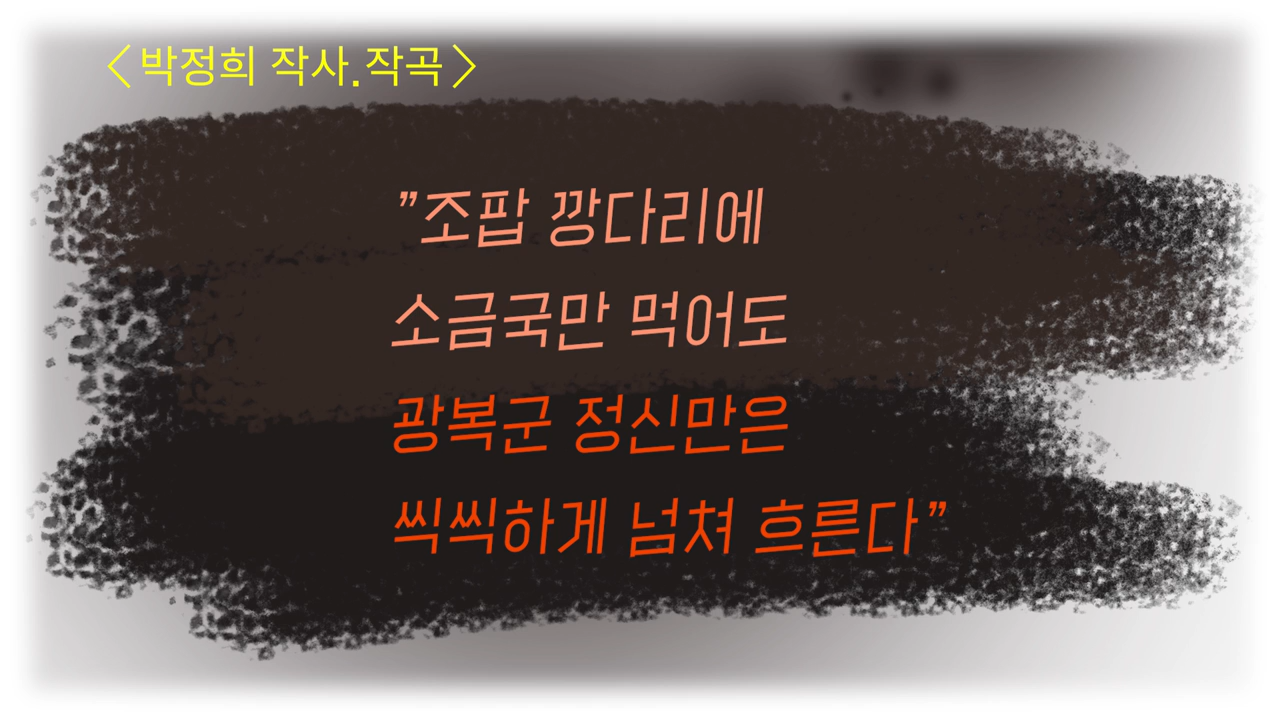 <박정희 작사.작곡>
"조팝 깡다리에
소금국만 먹어도
광복군 정신만은
씩씩하게 넘쳐 흐른다"